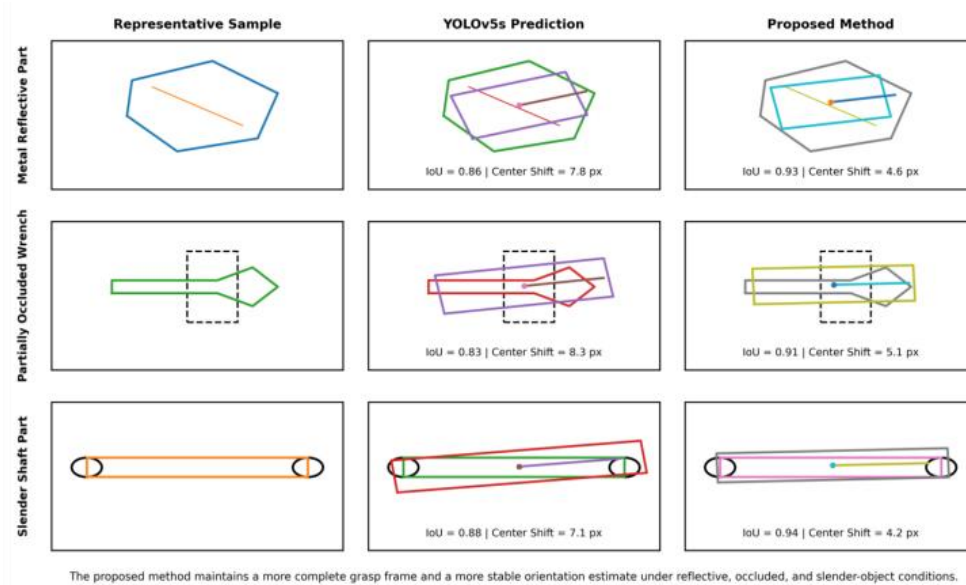 Representative Sample
YOLOv5s Prediction
Proposed Method
Metal Reflective Part
IoU = 0.86 | Center Shift = 7.8 px
IoU = 0.93 | Center Shift = 4.6 px
Partially Occluded Wrench
IoU = 0.83 | Center Shift = 8.3 px
IoU = 0.91 | Center Shift = 5.1 px
Slender Shaft Part
IoU = 0.88 | Center Shift = 7.1 px
IoU = 0.94 | Center Shift = 4.2 px
The proposed method maintains a more complete grasp frame and a more stable orientation estimate under reflective, occluded, and slender-object conditions.